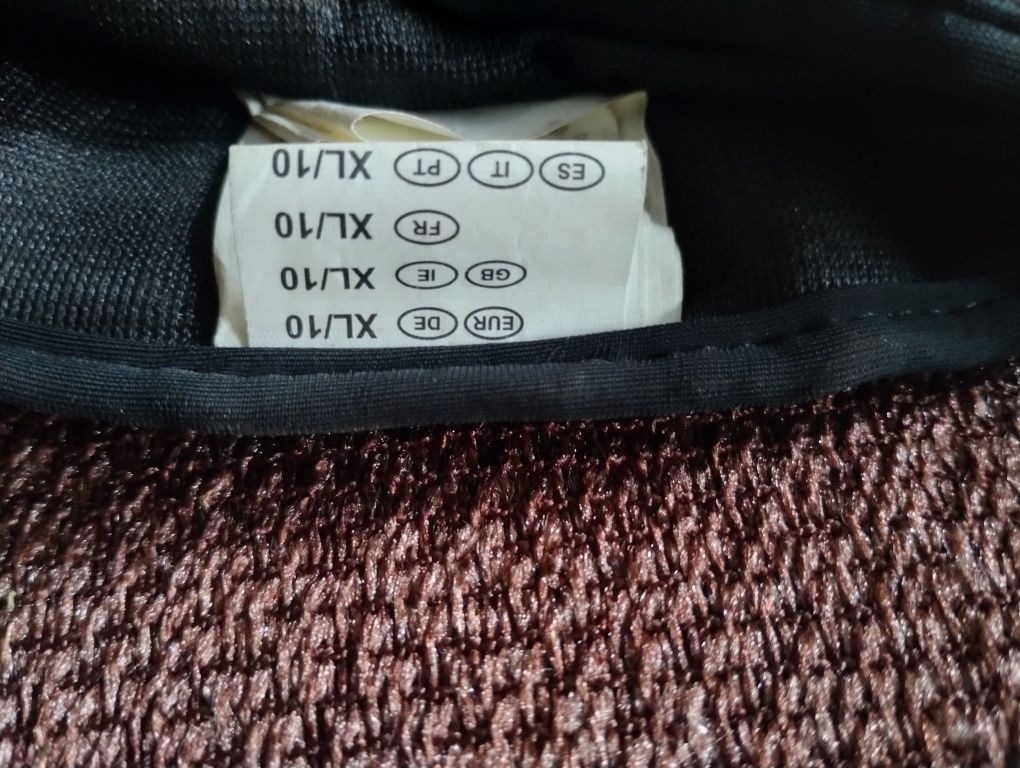 EUR DE XL/10
GB IE XL/10
FR XL/10
ES IT PT XL/10